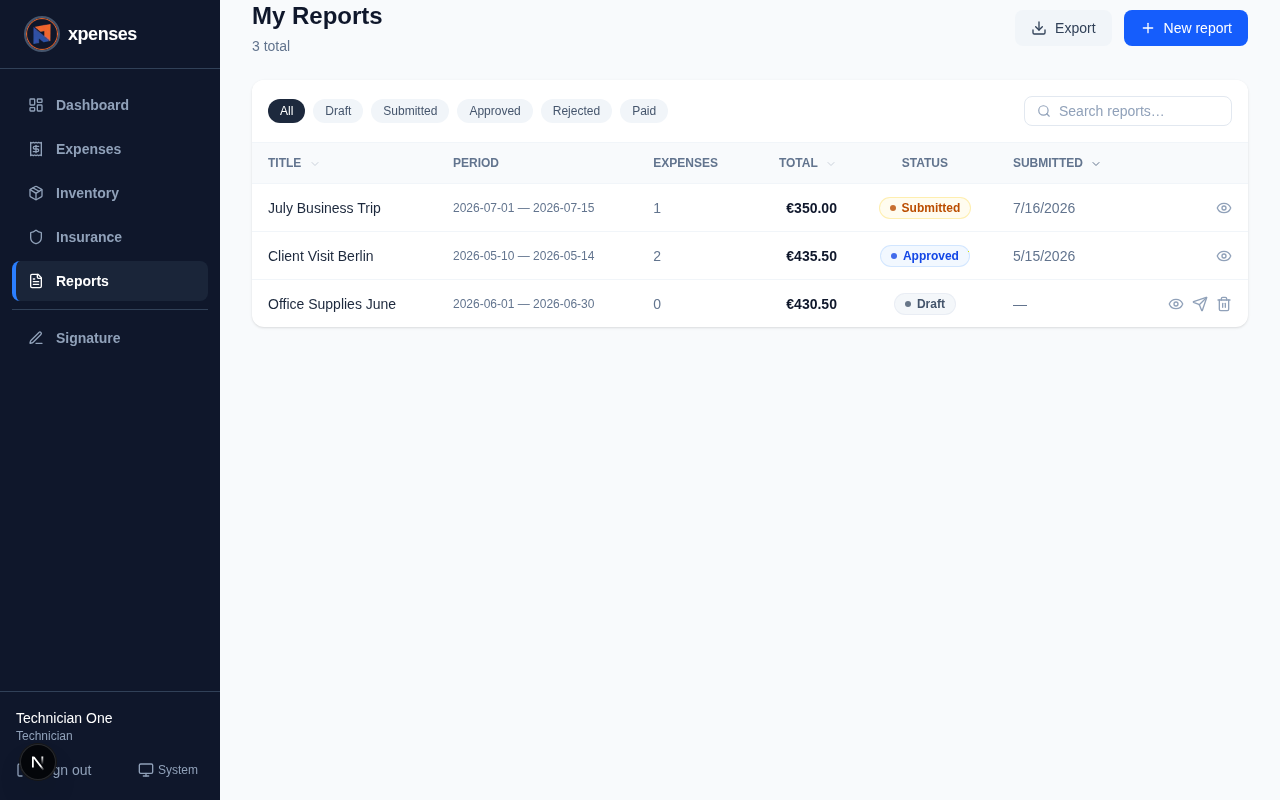 xpenses
Dashboard
Expenses
Inventory
Insurance
Reports
Signature
Technician One
Technician
gn out
System
My Reports
3 total
Export
New report
All
Draft
Submitted
Approved
Rejected
Paid
Search reports…
TITLE PERIOD EXPENSES TOTAL STATUS SUBMITTED
July Business Trip 2026-07-01 — 2026-07-15 1 €350.00 Submitted 7/16/2026
Client Visit Berlin 2026-05-10 — 2026-05-14 2 €435.50 Approved 5/15/2026
Office Supplies June 2026-06-01 — 2026-06-30 0 €430.50 Draft —